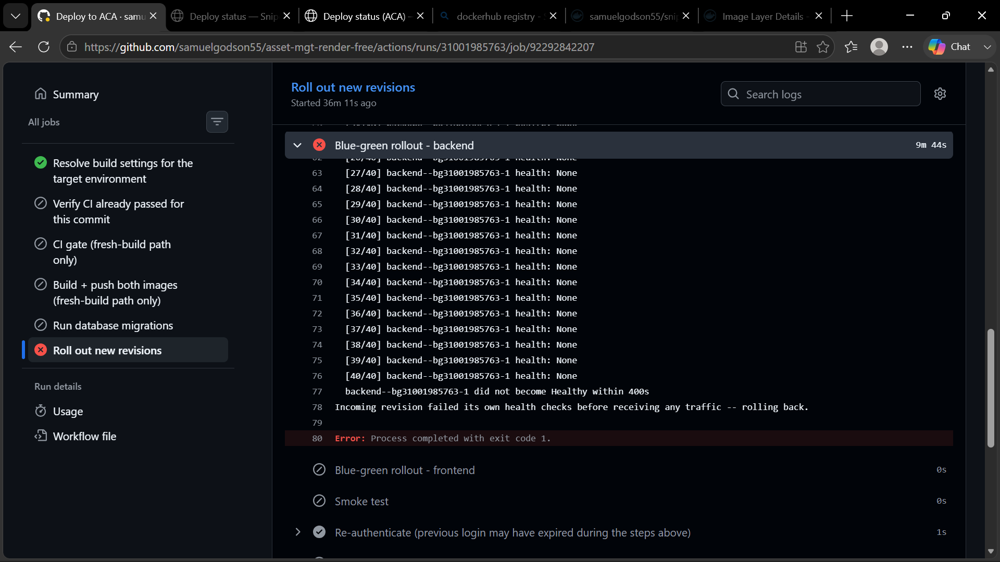 Deploy to ACA · samu
Deploy status — Snip
Deploy status (ACA) -
dockerhub registry -
samuelgodson55/snip
Image Layer Details -
https://github.com/samuelgodson55/asset-mgt-render-free/actions/runs/31001985763/job/92292842207
Chat
Summary
All jobs
Resolve build settings for the
target environment
Verify CI already passed for
this commit
CI gate (fresh-build path
only)
Build + push both images
(fresh-build path only)
Run database migrations
Roll out new revisions
Run details
Usage
Workflow file
Roll out new revisions
Started 36m 11s ago
Search logs
Blue-green rollout - backend
9m 44s
62 [26/40] backend--bg31001985763-1 health: None
63 [27/40] backend--bg31001985763-1 health: None
64 [28/40] backend--bg31001985763-1 health: None
65 [29/40] backend--bg31001985763-1 health: None
66 [30/40] backend--bg31001985763-1 health: None
67 [31/40] backend--bg31001985763-1 health: None
68 [32/40] backend--bg31001985763-1 health: None
69 [33/40] backend--bg31001985763-1 health: None
70 [34/40] backend--bg31001985763-1 health: None
71 [35/40] backend--bg31001985763-1 health: None
72 [36/40] backend--bg31001985763-1 health: None
73 [37/40] backend--bg31001985763-1 health: None
74 [38/40] backend--bg31001985763-1 health: None
75 [39/40] backend--bg31001985763-1 health: None
76 [40/40] backend--bg31001985763-1 health: None
77 backend--bg31001985763-1 did not become Healthy within 400s
78 Incoming revision failed its own health checks before receiving any traffic -- rolling back.
79
80 Error: Process completed with exit code 1.
Blue-green rollout - frontend
0s
Smoke test
0s
Re-authenticate (previous login may have expired during the steps above)
1s